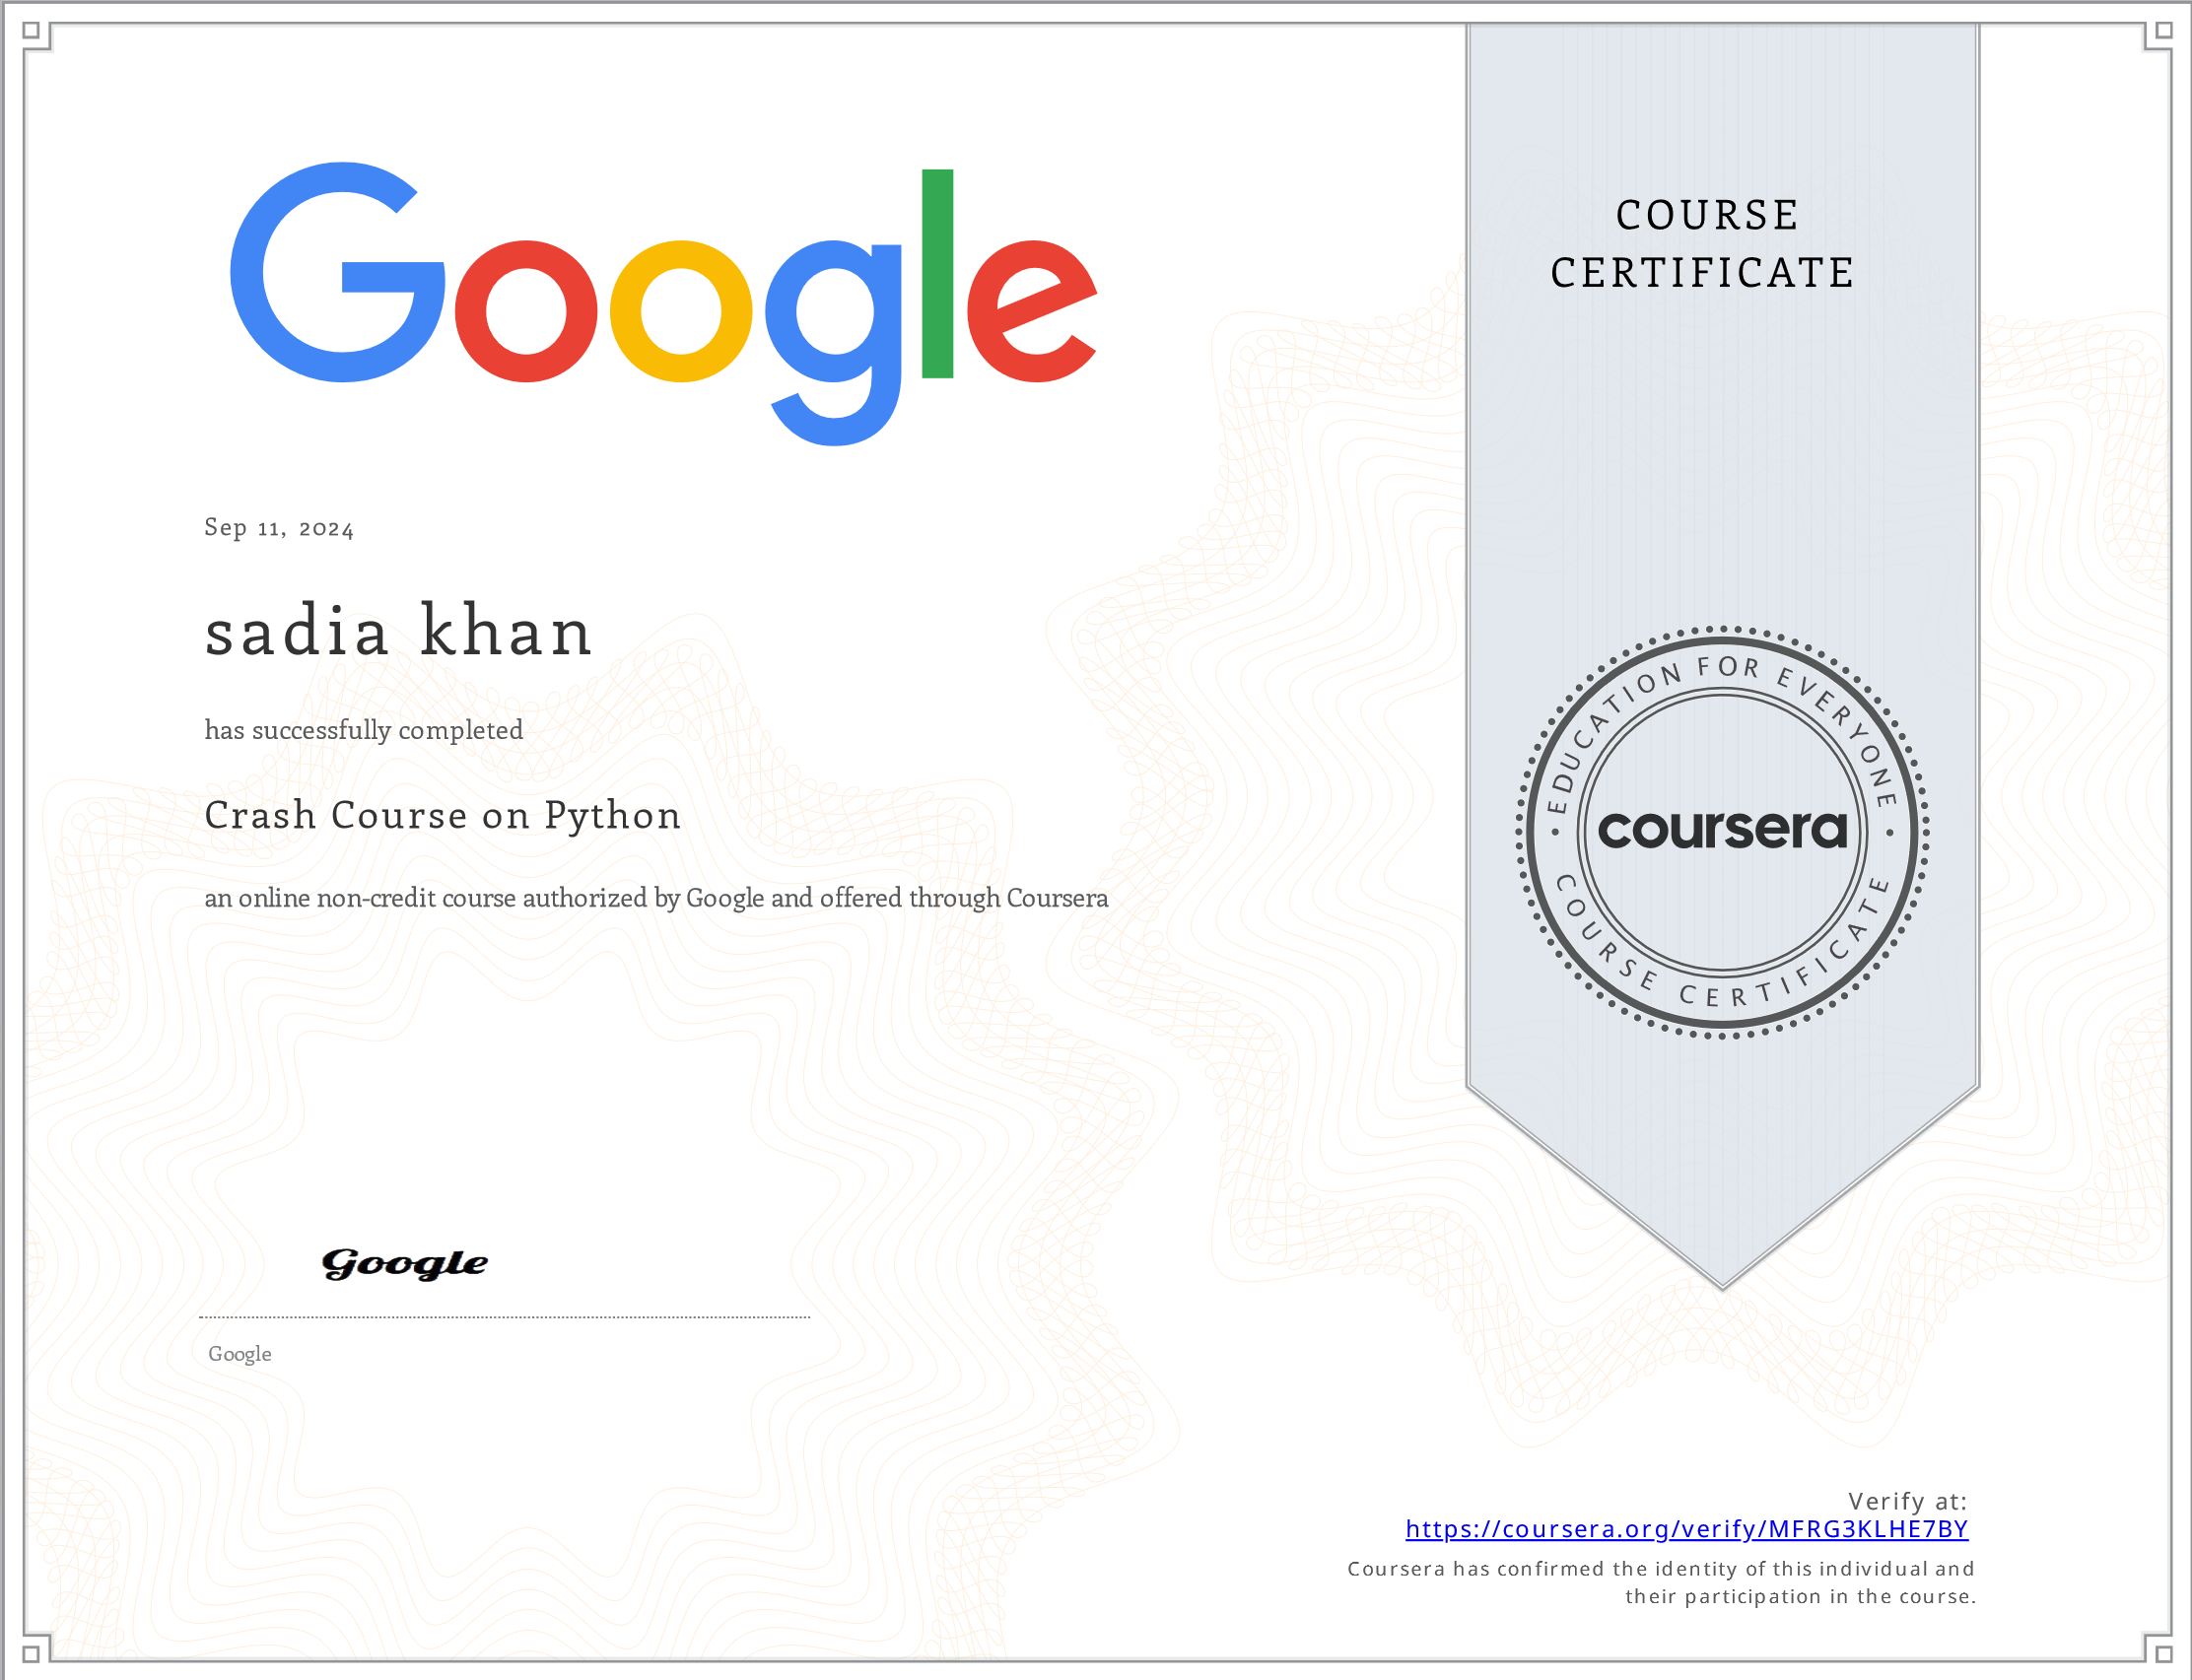 Google
COURSE
CERTIFICATE
Sep 11, 2024
sadia khan
has successfully completed
Crash Course on Python
an online non-credit course authorized by Google and offered through Coursera
EDUCATION FOR EVERYONE
coursera
COURSE CERTIFICATE
Google
Google
Verify at:
https://coursera.org/verify/MFRG3KLHE7BY
Coursera has confirmed the identity of this individual and
their participation in the course.